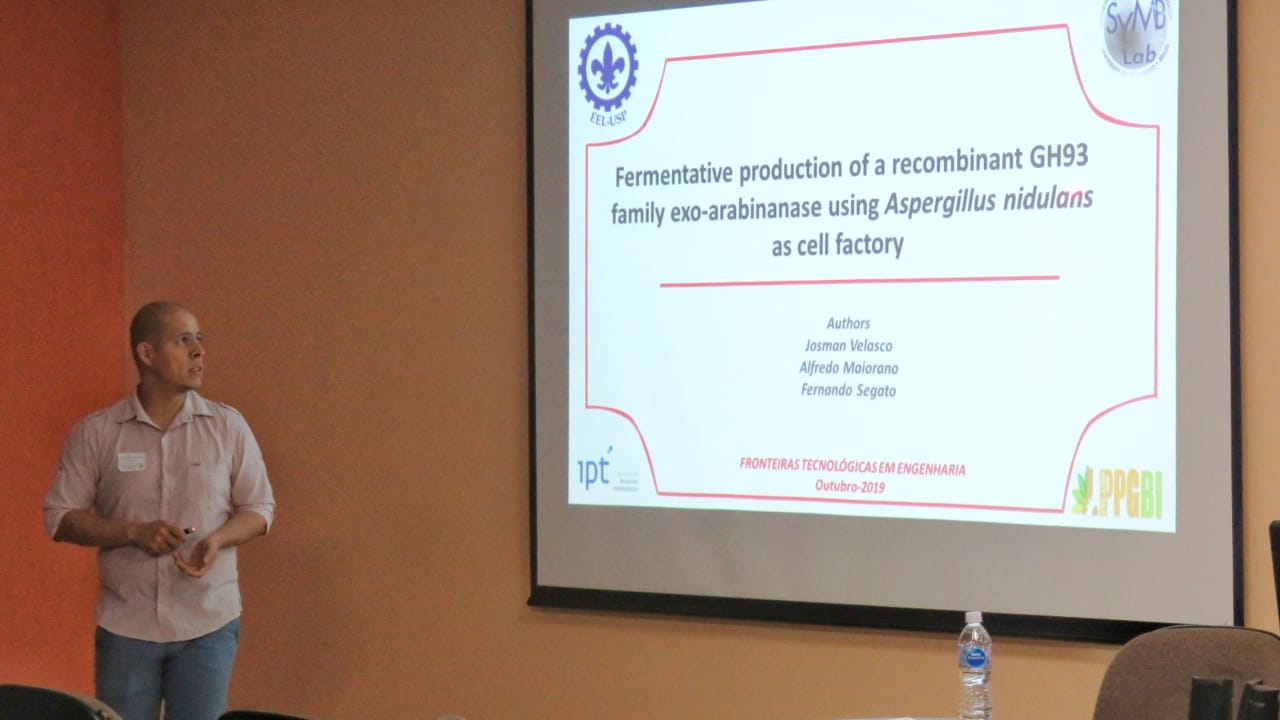 EEL-USP
SyMB
Lab
Fermentative production of a recombinant GH93
family exo-arabinanase using Aspergillus nidulans
as cell factory
Authors
Josman Velasco
Alfredo Maiorano
Fernando Segato
FRONTEIRAS TECNOLÓGICAS EM ENGENHARIA
Outubro-2019
ipt
PPGBI